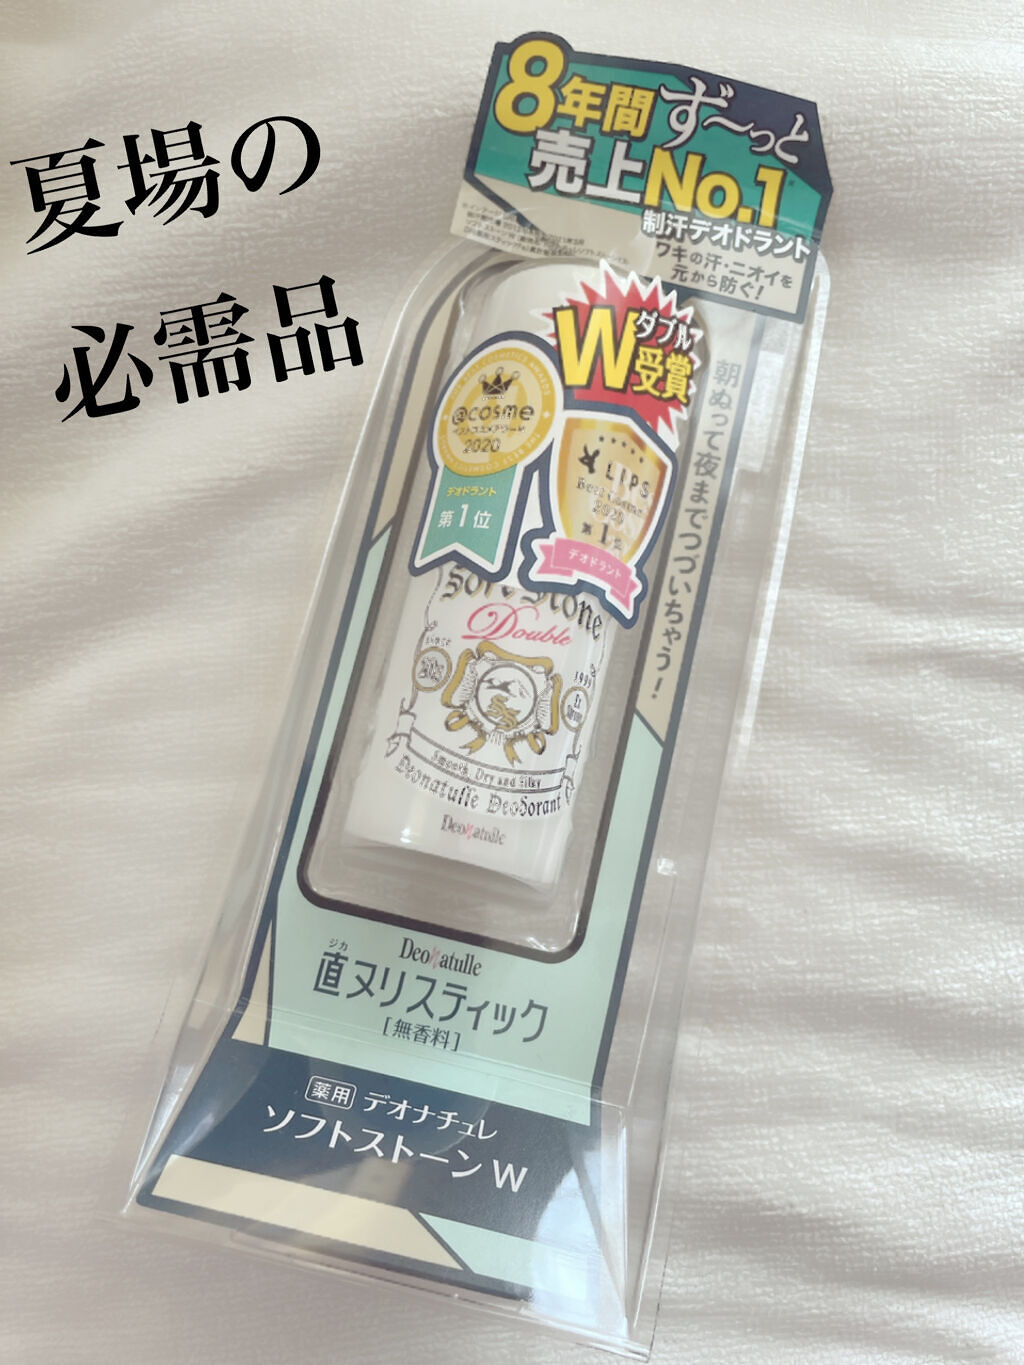 夏場の
必需品
8年間ず〜っと
売上No.1
制汗デオドラント
ワキの汗・ニオイを
元から防ぐ!
W
ダブル
受賞
@cosme
2020
デオドラント
第1位
LIPS
2020
第1位
デオドラント
朝ぬって夜までつづいちゃう!
Soft Stone
Double
1999
SS
Smooth, Dry and Silky
Deonatulle Deodorant
Deonatulle
Deonatulle
ジカ
直ヌリスティック
[無香料]
薬用 デオナチュレ
ソフトストーンW